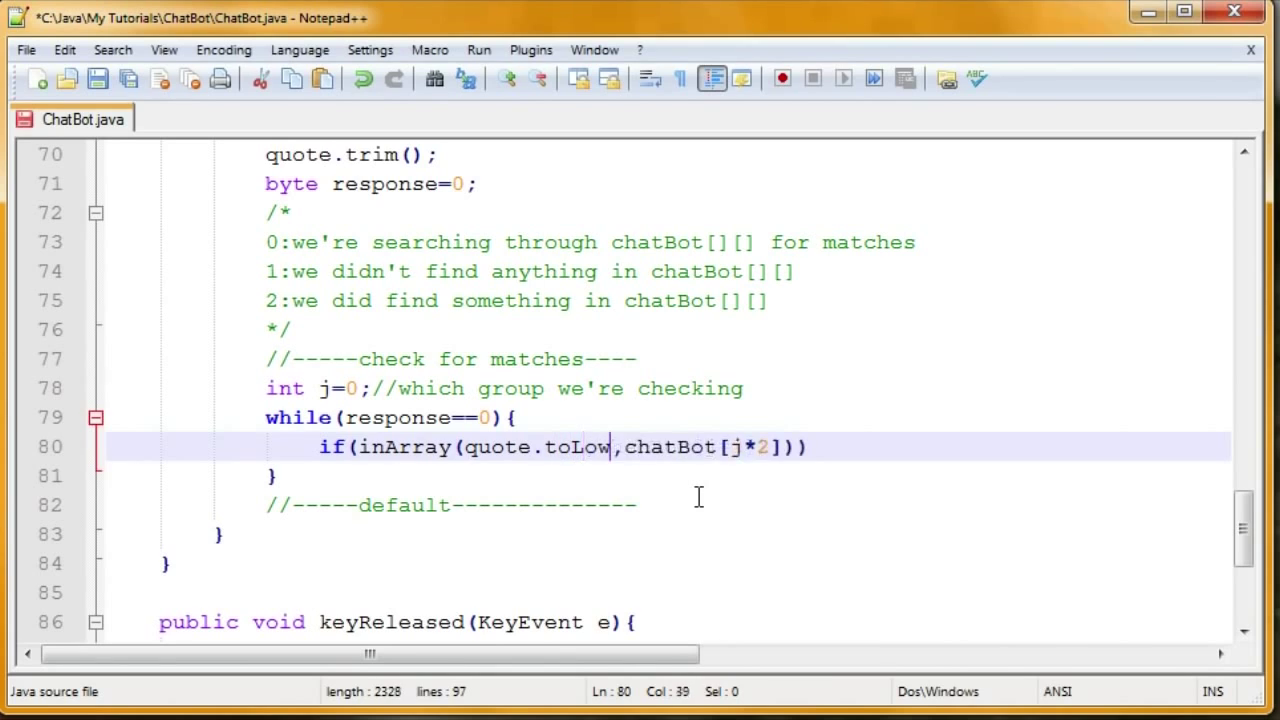 *C:\Java\My Tutorials\ChatBot\ChatBot.java - Notepad++
File Edit Search View Encoding Language Settings Macro Run Plugins Window ? X
ChatBot.java
70 quote.trim();
71 byte response=0;
72 /*
73 0:we're searching through chatBot[][] for matches
74 1:we didn't find anything in chatBot[][]
75 2:we did find something in chatBot[][]
76 */
77 //-----check for matches----
78 int j=0;//which group we're checking
79 while(response==0){
80 if(inArray(quote.toLow,chatBot[j*2]))
81 }
82 //-----default--------------
83 }
84 }
85
86 public void keyReleased(KeyEvent e){
Java source file length : 2328 lines : 97 Ln : 80 Col : 39 Sel : 0 Dos\Windows ANSI INS